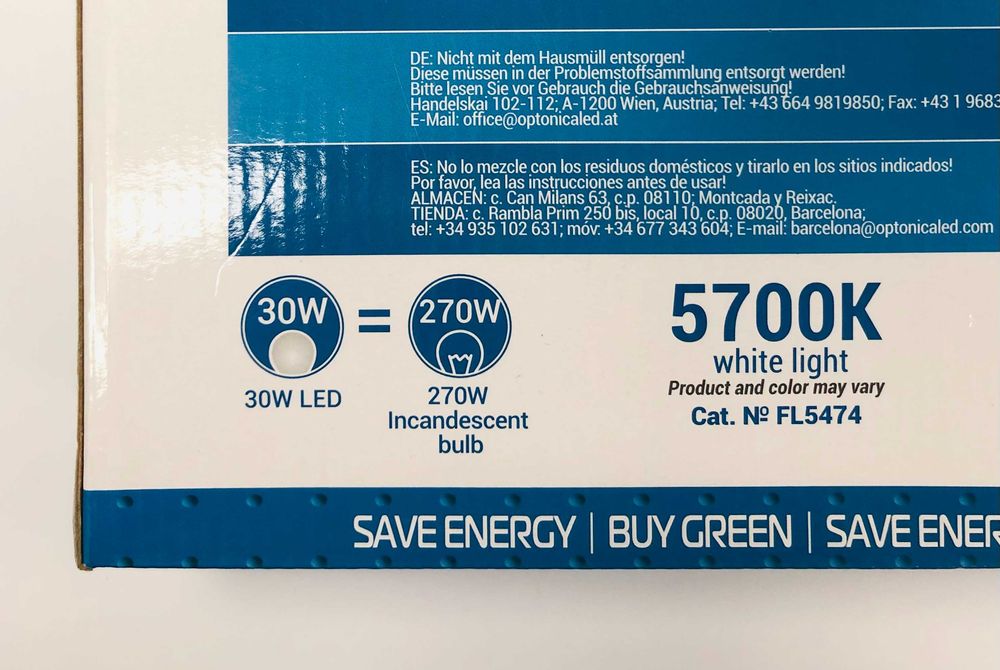 DE: Nicht mit dem Hausmüll entsorgen!
Diese müssen in der Problemstoffsammlung entsorgt werden!
Bitte lesen Sie vor Gebrauch die Gebrauchsanweisung!
Handelskai 102-112; A-1200 Wien, Austria; Tel: +43 664 9819850; Fax: +43 1 9683
E-Mail: office@optonicaled.at
ES: No lo mezcle con los residuos domésticos y tirarlo en los sitios indicados!
Por favor, lea las instrucciones antes de usar!
ALMACÉN: c. Can Milans 63, c.p. 08110; Montcada y Reixac.
TIENDA: c. Rambla Prim 250 bis, local 10, c.p. 08020, Barcelona;
tel: +34 935 102 631; móv: +34 677 343 604; E-mail: barcelona@optonicaled.com
30W = 270W
30W LED
270W
Incandescent
bulb
5700K
white light
Product and color may vary
Cat. № FL5474
SAVE ENERGY | BUY GREEN | SAVE ENER